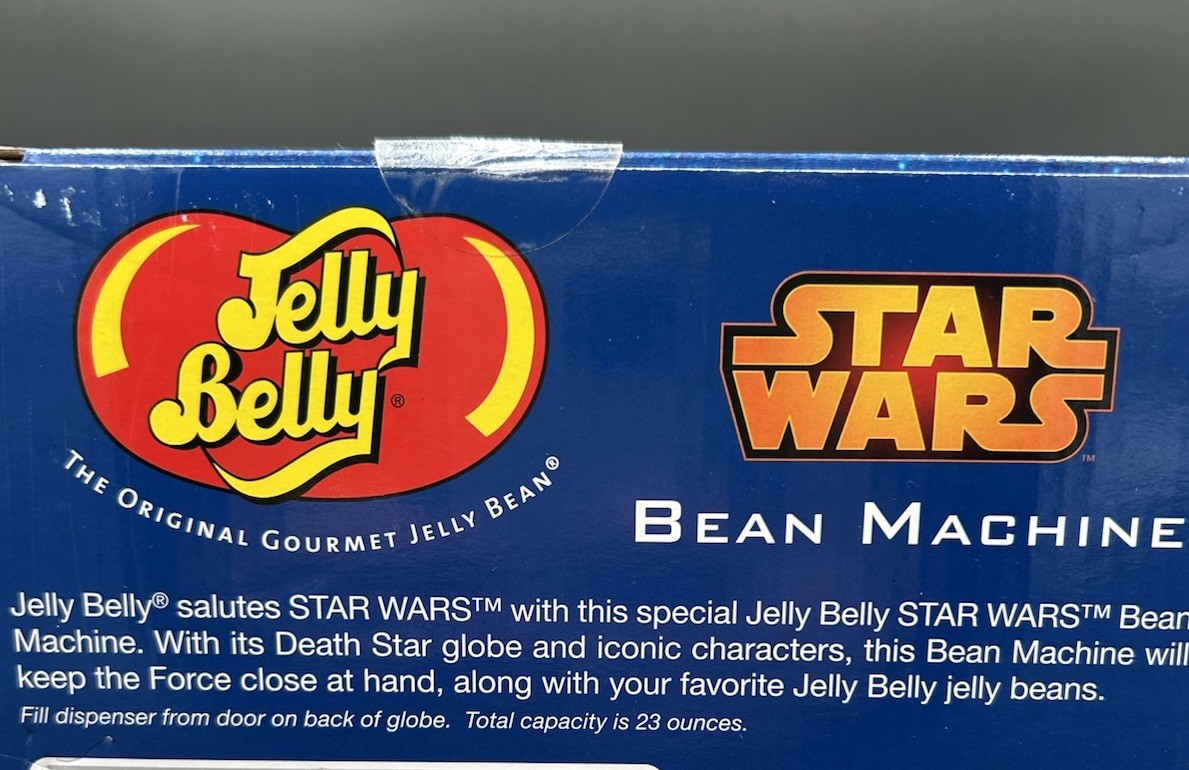 Jelly
Belly®
THE ORIGINAL GOURMET JELLY BEAN®
STAR
WARS™
BEAN MACHINE
Jelly Belly® salutes STAR WARS™ with this special Jelly Belly STAR WARS™ Bean
Machine. With its Death Star globe and iconic characters, this Bean Machine will
keep the Force close at hand, along with your favorite Jelly Belly jelly beans.
Fill dispenser from door on back of globe. Total capacity is 23 ounces.